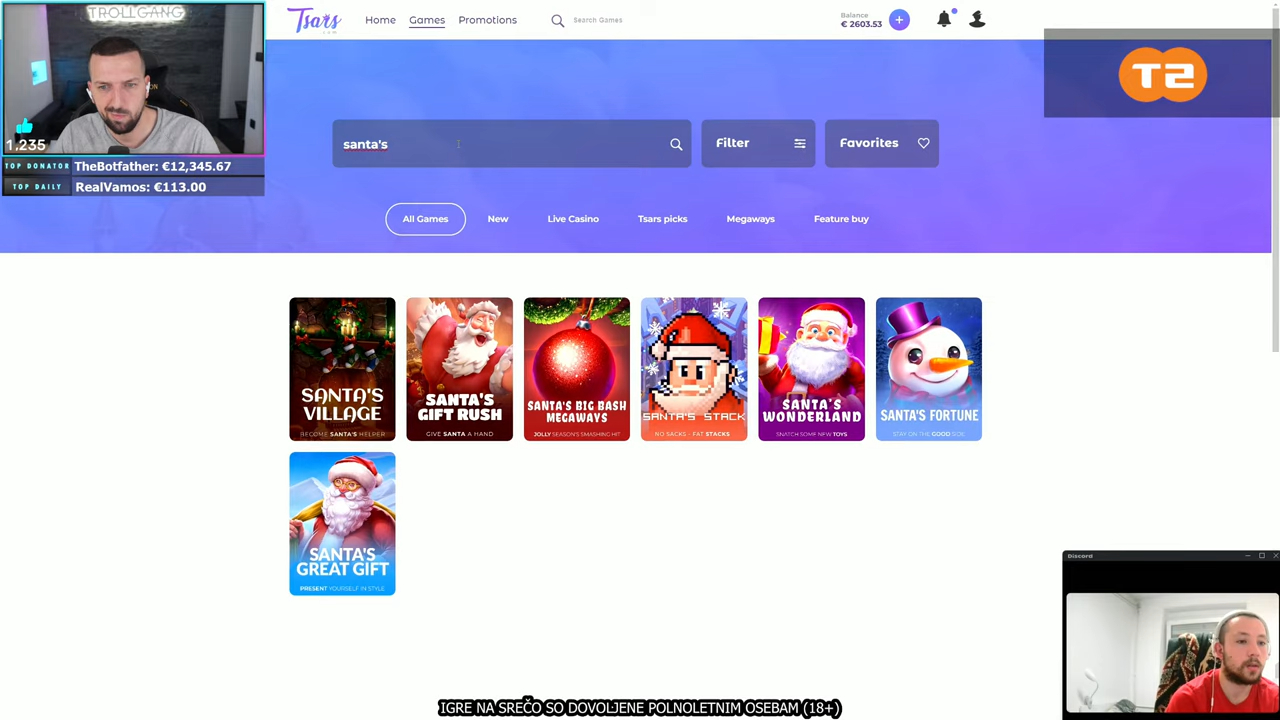 TROLLGANG
1,235
TOP DONATOR TheBotfather: €12,345.67
TOP DAILY RealVamos: €113.00
Tsars
.com
Home Games Promotions Search Games
Balance
€ 2603.53
T2
santa's
Filter
Favorites
All Games New Live Casino Tsars picks Megaways Feature buy
SANTA'S
VILLAGE
BECOME SANTA'S HELPER
SANTA'S
GIFT RUSH
GIVE SANTA A HAND
SANTA'S BIG BASH
MEGAWAYS
JOLLY SEASON'S SMASHING HIT
SANTA'S STACK
NO SACKS - FAT STACKS
SANTA'S
WONDERLAND
SNATCH SOME NEW TOYS
SANTA'S FORTUNE
STAY ON THE GOOD SIDE
SANTA'S
GREAT GIFT
PRESENT YOURSELF IN STYLE
Discord
IGRE NA SREČO SO DOVOLJENE POLNOLETNIM OSEBAM (18+)